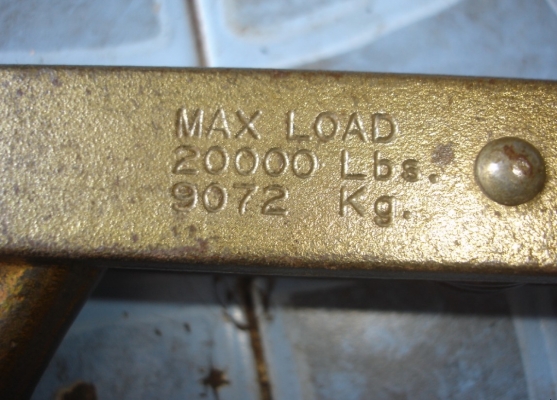 MAX LOAD
20000 Lbs.
9072 Kg.